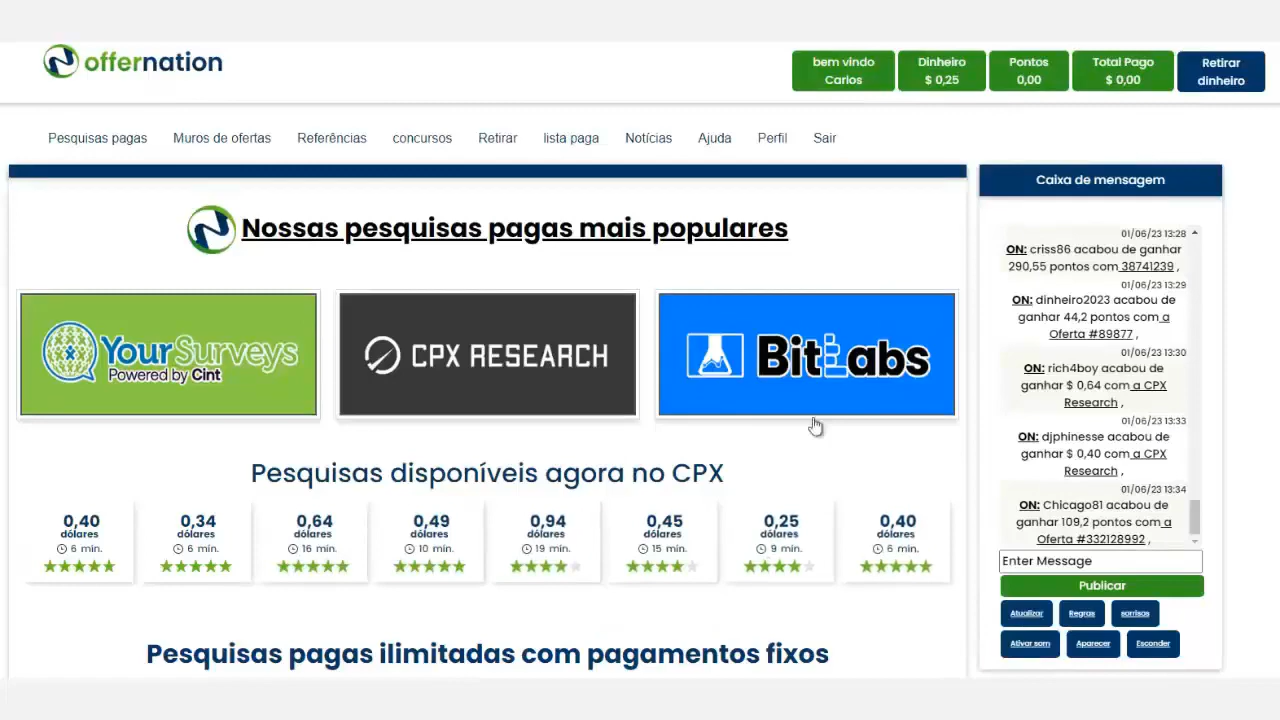 offernation
bem vindo
Carlos
Dinheiro
$ 0,25
Pontos
0,00
Total Pago
$ 0,00
Retirar
dinheiro
Pesquisas pagas
Muros de ofertas
Referências
concursos
Retirar
lista paga
Notícias
Ajuda
Perfil
Sair
Nossas pesquisas pagas mais populares
YourSurveys
Powered by Cint
CPX RESEARCH
BitLabs
Pesquisas disponíveis agora no CPX
0,40
dólares
6 min.
0,34
dólares
6 min.
0,64
dólares
16 min.
0,49
dólares
10 min.
0,94
dólares
19 min.
0,45
dólares
15 min.
0,25
dólares
9 min.
0,40
dólares
6 min.
Pesquisas pagas ilimitadas com pagamentos fixos
Caixa de mensagem
01/06/23 13:28
ON: criss86 acabou de
ganhar 290,55 pontos com 38741239 ,
01/06/23 13:29
ON: dinheiro2023 acabou de
ganhar 44,2 pontos com a
Oferta #89877 ,
01/06/23 13:30
ON: rich4boy acabou de
ganhar $ 0,64 com a CPX
Research ,
01/06/23 13:33
ON: djphinesse acabou de
ganhar $ 0,40 com a CPX
Research ,
01/06/23 13:34
ON: Chicago81 acabou de
ganhar 109,2 pontos com a
Oferta #332128992 ,
Enter Message
Publicar
Atualizar
Regras
sorrisos
Ativar som
Aparecer
Esconder